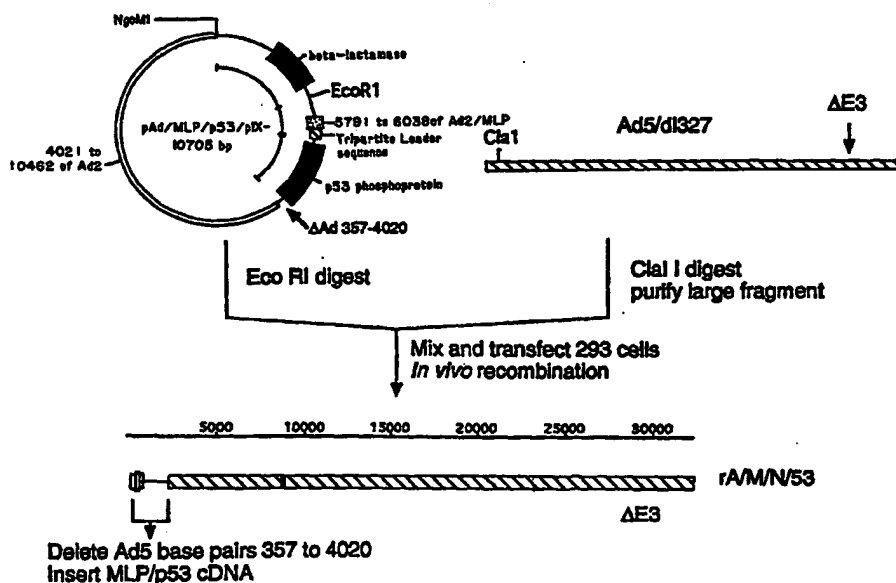 NgoM1
beta-lactamase
EcoR1
5791 to 6038of Ad2/MLP
Tripartite Leader
sequence
p53 phosphoprotein
pAd/MLP/p53/pIX-
10705 bp
4021 to
10462 of Ad2
ΔAd 357-4020
Cla1
Ad5/dl327
ΔE3
Eco RI digest
ClaI I digest
purify large fragment
Mix and transfect 293 cells
In vivo recombination
5000 10000 15000 20000 25000 30000
rA/M/N/53
ΔE3
Delete Ad5 base pairs 357 to 4020
Insert MLP/p53 cDNA